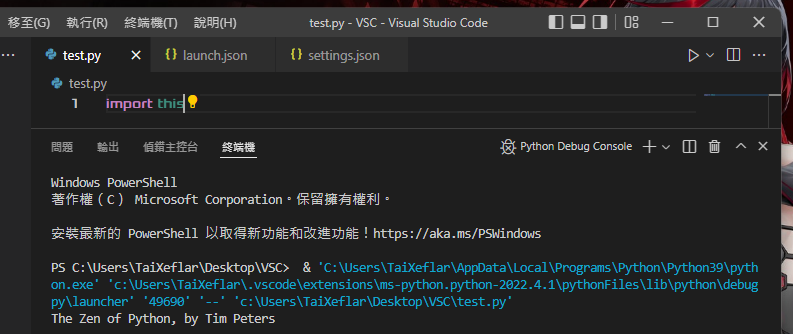 移至(G) 執行(R) 終端機(T) 說明(H) test.py - VSC - Visual Studio Code
test.py launch.json settings.json
test.py
1 import this
問題 輸出 偵錯主控台 終端機 Python Debug Console
Windows PowerShell
著作權 (C) Microsoft Corporation。保留擁有權利。
安裝最新的 PowerShell 以取得新功能和改進功能！https://aka.ms/PSWindows
PS C:\Users\TaiXeflar\Desktop\VSC>  & 'C:\Users\TaiXeflar\AppData\Local\Programs\Python\Python39\pyth
on.exe' 'c:\Users\TaiXeflar\.vscode\extensions\ms-python.python-2022.4.1\pythonFiles\lib\python\debug
py\launcher' '49690' '--' 'c:\Users\TaiXeflar\Desktop\VSC\test.py'
The Zen of Python, by Tim Peters